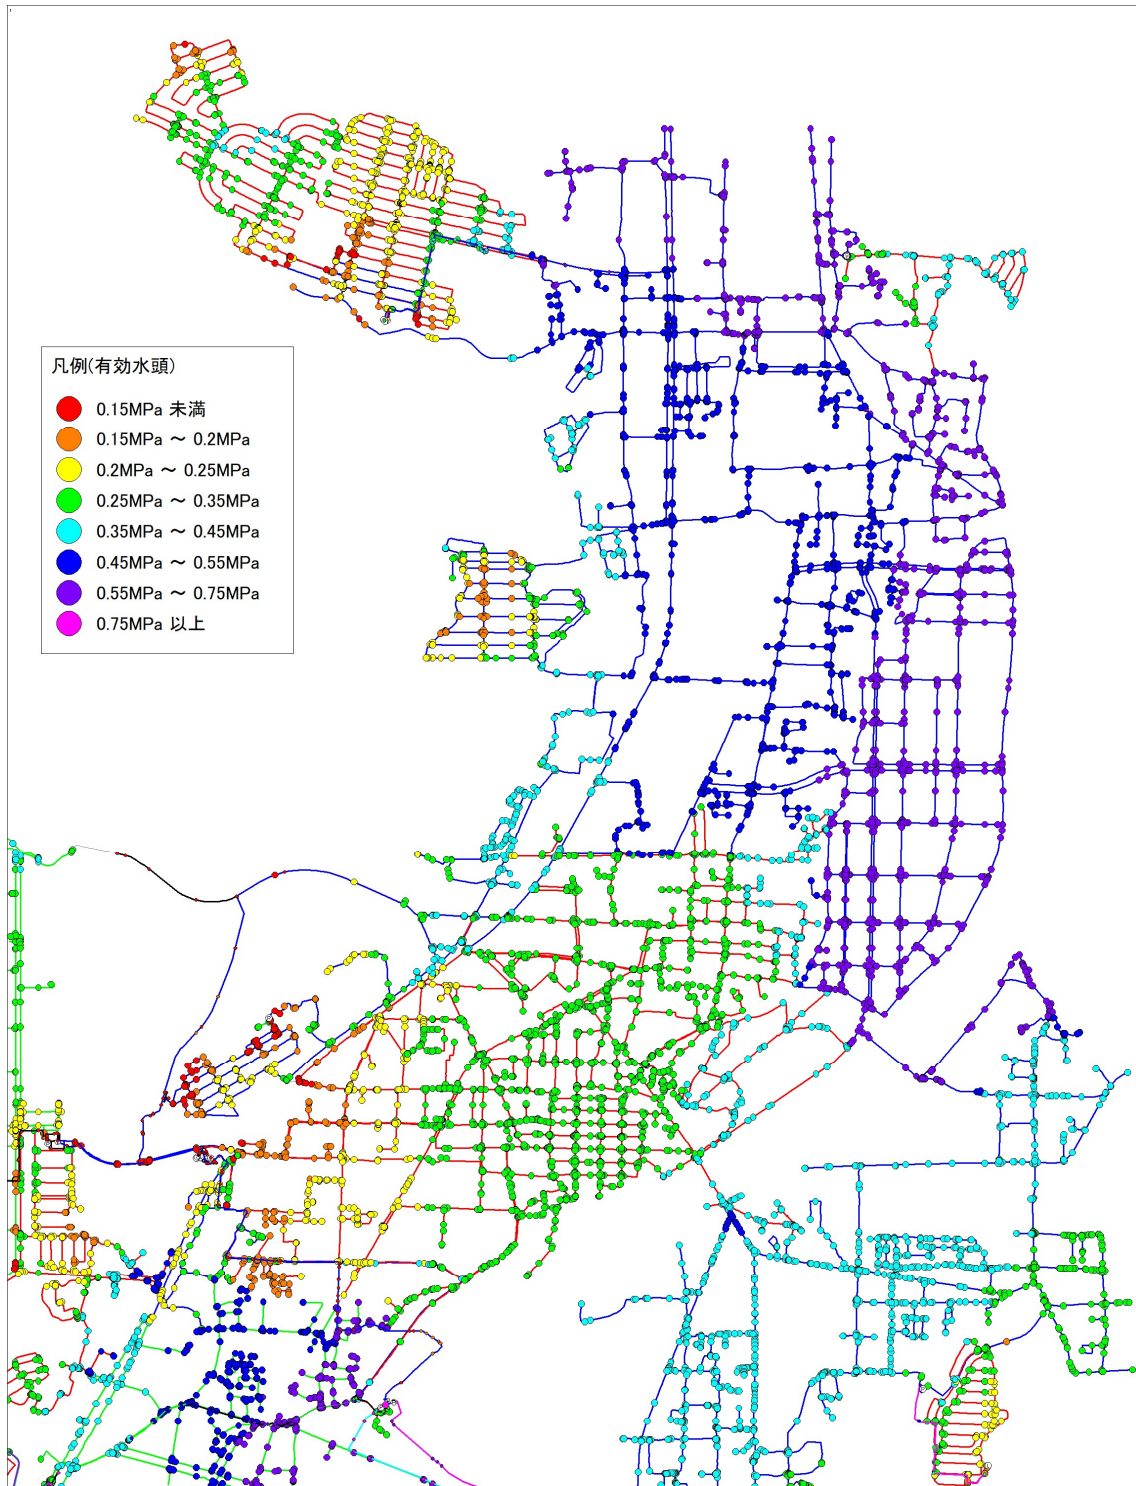 凡例(有効水頭)
0.15MPa 未満
0.15MPa ～ 0.2MPa
0.2MPa ～ 0.25MPa
0.25MPa ～ 0.35MPa
0.35MPa ～ 0.45MPa
0.45MPa ～ 0.55MPa
0.55MPa ～ 0.75MPa
0.75MPa 以上